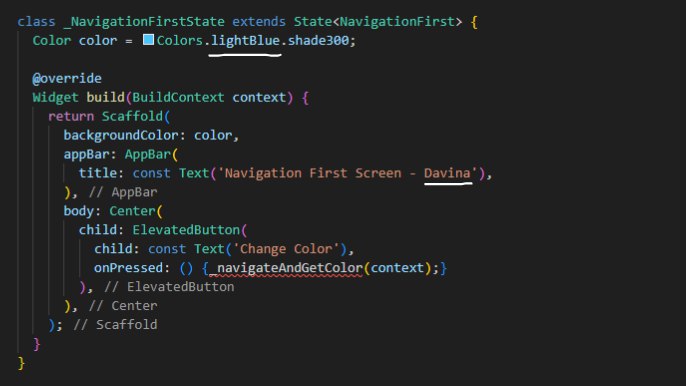 class _NavigationFirstState extends State<NavigationFirst> {
  Color color = Colors.lightBlue.shade300;

  @override
  Widget build(BuildContext context) {
    return Scaffold(
      backgroundColor: color,
      appBar: AppBar(
        title: const Text('Navigation First Screen - Davina'),
      ), // AppBar
      body: Center(
        child: ElevatedButton(
          child: const Text('Change Color'),
          onPressed: () {_navigateAndGetColor(context);}
        ), // ElevatedButton
      ), // Center
    ); // Scaffold
  }
}